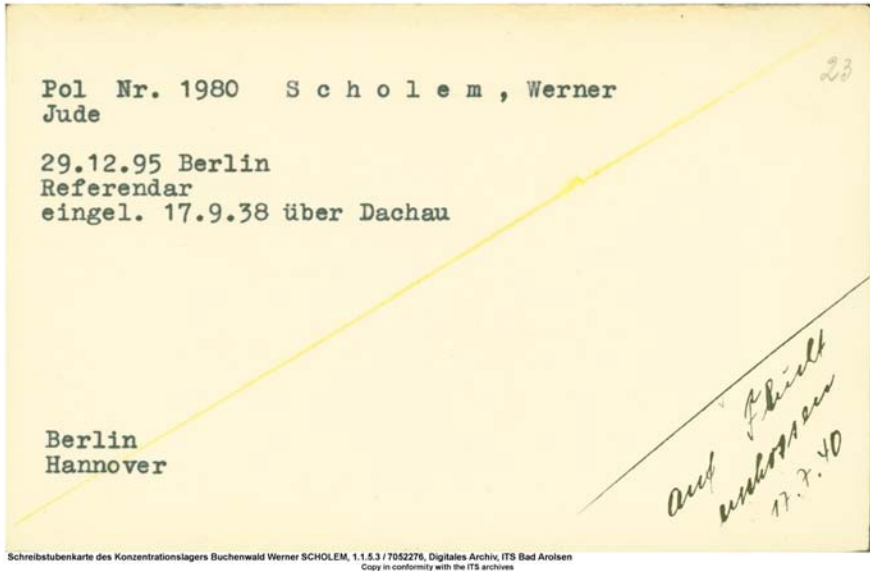 Pol Nr. 1980 S c h o l e m , Werner
23
Jude
29.12.95 Berlin
Referendar
eingel. 17.9.38 über Dachau
Berlin
Hannover
auf Flucht
erschossen
17.7.40
Schreibstubenkarte des Konzentrationslagers Buchenwald Werner SCHOLEM, 1.1.5.3 / 7052276, Digitales Archiv, ITS Bad Arolsen
Copy in conformity with the ITS archives